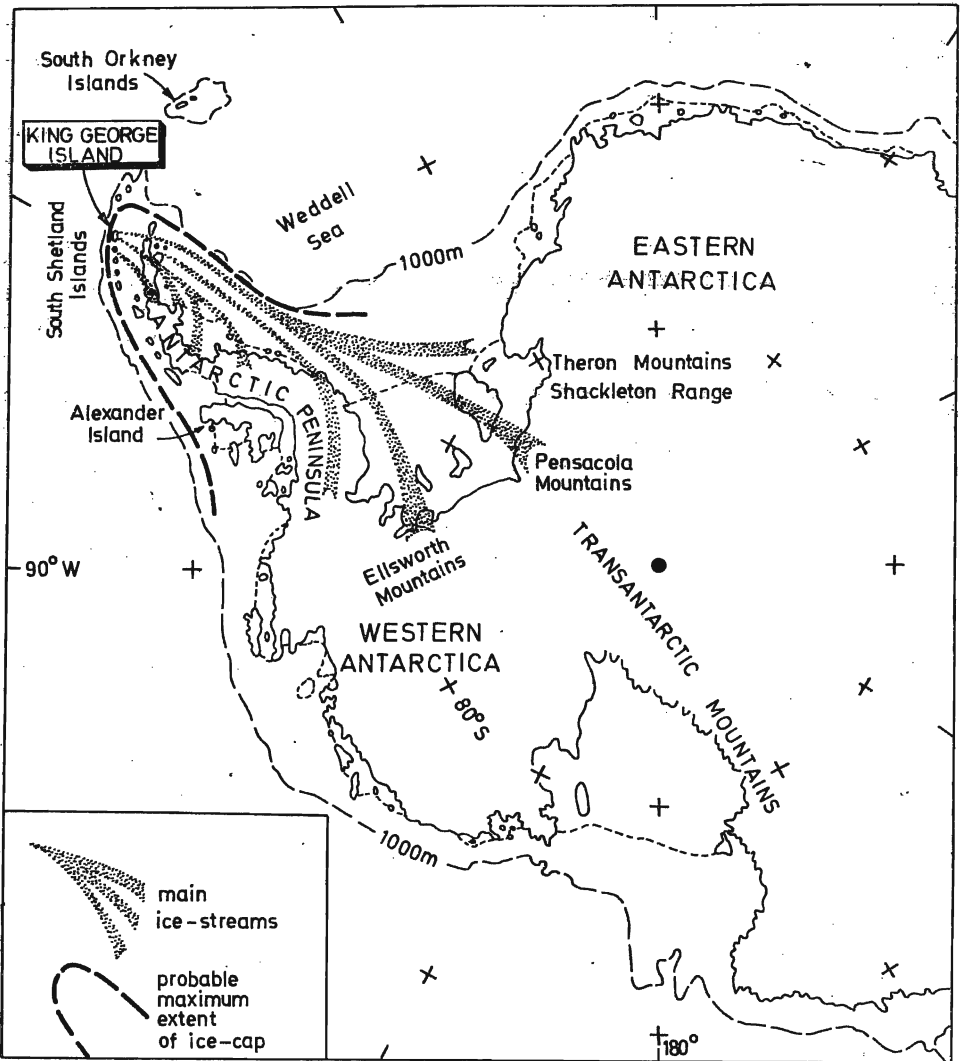 South Orkney
Islands
KING GEORGE
ISLAND
Weddell
Sea
South Shetland
Islands
1000m
EASTERN
ANTARCTICA
Theron Mountains
Shackleton Range
ANTARCTIC PENINSULA
Alexander
Island
Pensacola
Mountains
90°W
Ellsworth
Mountains
TRANSANTARCTIC MOUNTAINS
WESTERN
ANTARCTICA
80°S
1000m
main
ice-streams
probable
maximum
extent
of ice-cap
180°